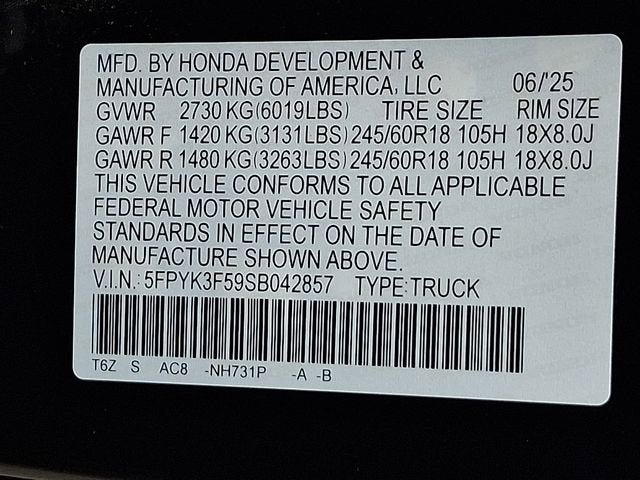 MFD. BY HONDA DEVELOPMENT &
MANUFACTURING OF AMERICA, LLC 06/'25
GVWR 2730 KG(6019LBS) TIRE SIZE RIM SIZE
GAWR F 1420 KG(3131LBS) 245/60R18 105H 18X8.0J
GAWR R 1480 KG(3263LBS) 245/60R18 105H 18X8.0J
THIS VEHICLE CONFORMS TO ALL APPLICABLE
FEDERAL MOTOR VEHICLE SAFETY
STANDARDS IN EFFECT ON THE DATE OF
MANUFACTURE SHOWN ABOVE.
V.I.N.: 5FPYK3F59SB042857 TYPE:TRUCK
T6Z S AC8 -NH731P -A -B